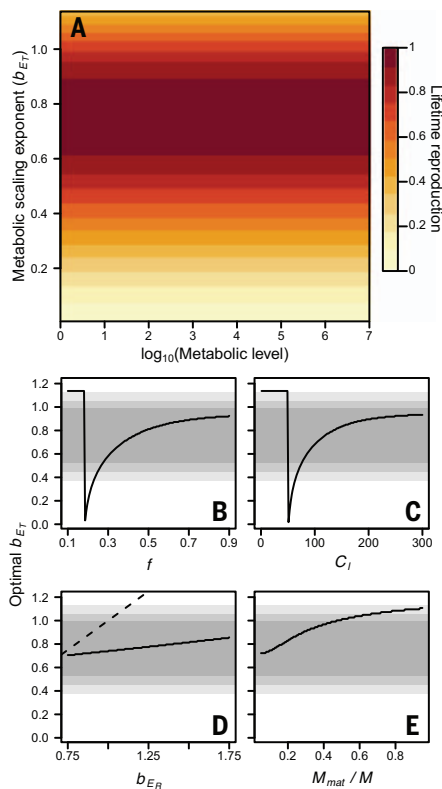 A
Metabolic scaling exponent (b_{E_T})
1.0
0.8
0.6
0.4
0.2
0 1 2 3 4 5 6 7
log₁₀(Metabolic level)
1
0.8
0.6
0.4
0.2
0
Lifetime reproduction
Optimal b_{E_T}
1.2
1.0
0.8
0.6
0.4
0.2
0.0
B
0.1 0.3 0.5 0.7 0.9
f
C
0 100 200 300
C_I
1.2
1.0
0.8
0.6
0.4
0.2
0.0
D
0.75 1.25 1.75
b_{E_R}
E
0.2 0.4 0.6 0.8
M_{mat} / M